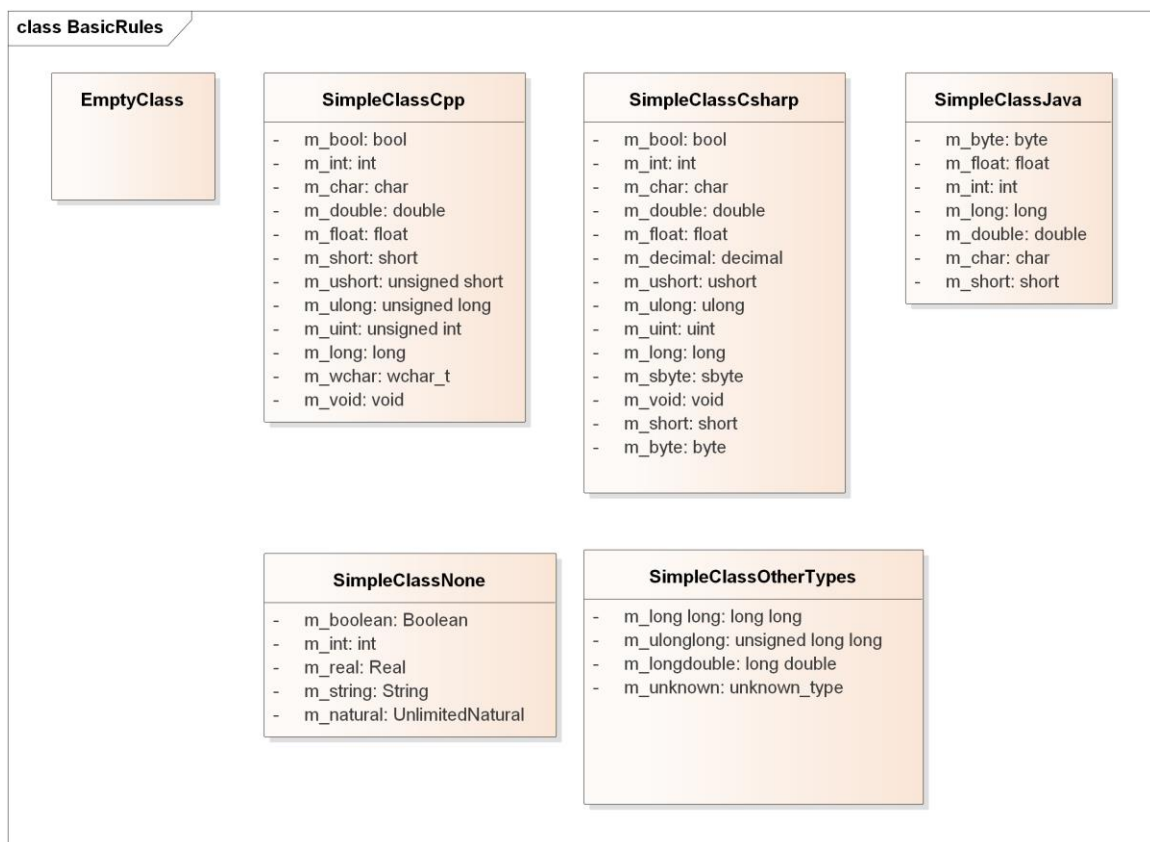 class BasicRules
EmptyClass
SimpleClassCpp
- m_bool: bool
- m_int: int
- m_char: char
- m_double: double
- m_float: float
- m_short: short
- m_ushort: unsigned short
- m_ulong: unsigned long
- m_uint: unsigned int
- m_long: long
- m_wchar: wchar_t
- m_void: void
SimpleClassCsharp
- m_bool: bool
- m_int: int
- m_char: char
- m_double: double
- m_float: float
- m_decimal: decimal
- m_ushort: ushort
- m_ulong: ulong
- m_uint: uint
- m_long: long
- m_sbyte: sbyte
- m_void: void
- m_short: short
- m_byte: byte
SimpleClassJava
- m_byte: byte
- m_float: float
- m_int: int
- m_long: long
- m_double: double
- m_char: char
- m_short: short
SimpleClassNone
- m_boolean: Boolean
- m_int: int
- m_real: Real
- m_string: String
- m_natural: UnlimitedNatural
SimpleClassOtherTypes
- m_long long: long long
- m_ulonglong: unsigned long long
- m_longdouble: long double
- m_unknown: unknown_type